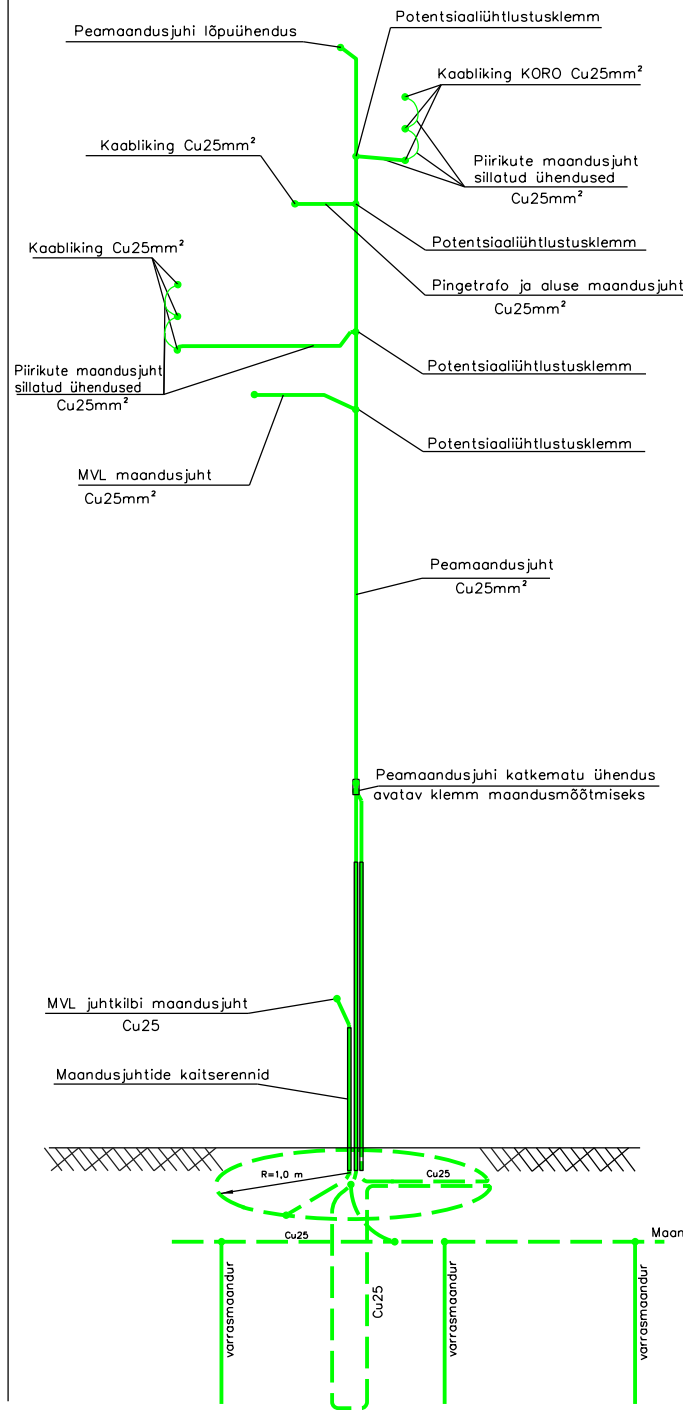 Potentsiaaliühtlustusklemm
Peamaandusjuhi lõpuühendus
Kaabliking KORO Cu25mm²
Kaabliking Cu25mm²
Piirikute maandusjuht
sillatud ühendused
Cu25mm²
Potentsiaaliühtlustusklemm
Kaabliking Cu25mm²
Pingetrafo ja aluse maandusjuht
Cu25mm²
Piirikute maandusjuht
sillatud ühendused
Cu25mm²
Potentsiaaliühtlustusklemm
Potentsiaaliühtlustusklemm
MVL maandusjuht
Cu25mm²
Peamaandusjuht
Cu25mm²
Peamaandusjuhi katkematu ühendus
avatav klemm maandusmõõtmiseks
MVL juhtkilbi maandusjuht
Cu25
Maandusjuhtide kaitserennid
R=1,0 m
Cu25
Cu25
Maan
varrasmaandur
Cu25
varrasmaandur
varrasmaandur